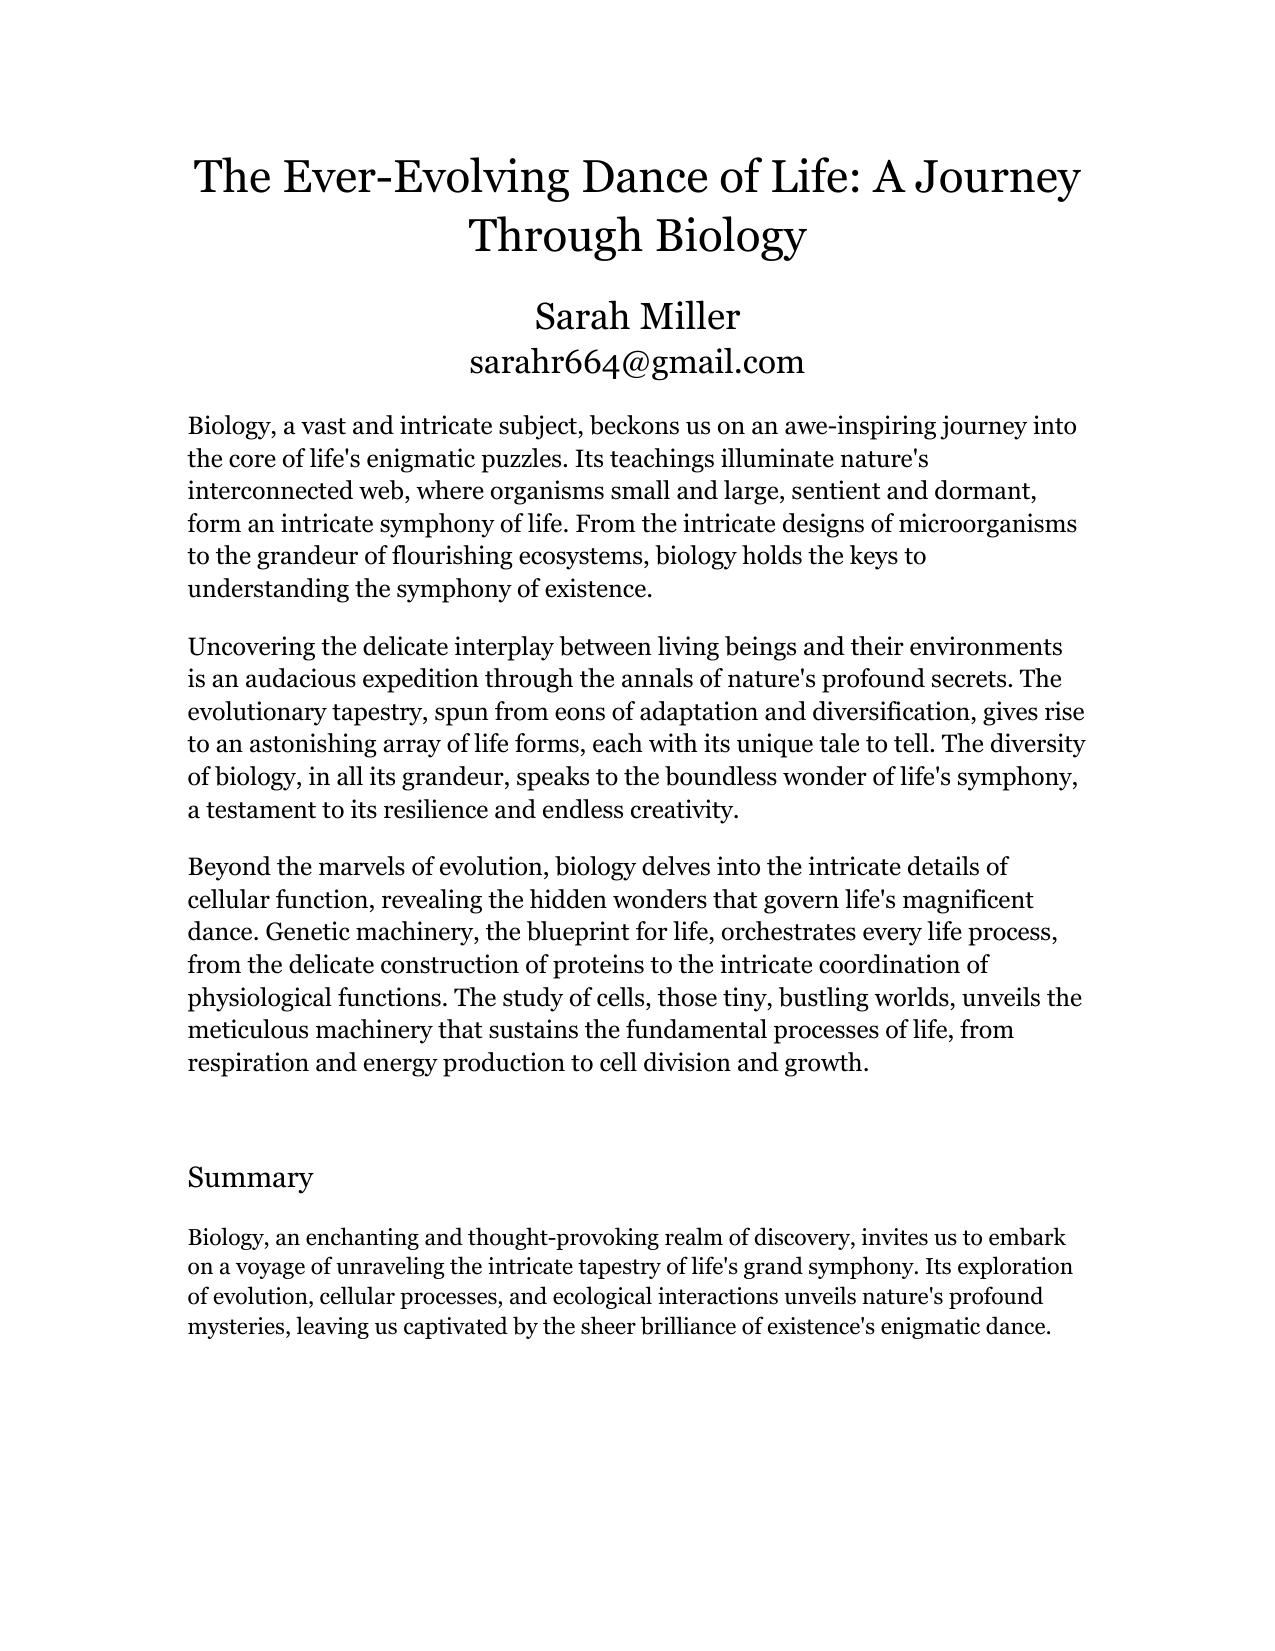 The Ever-Evolving Dance of Life: A Journey
Through Biology
Sarah Miller
sarahr664@gmail.com
Biology, a vast and intricate subject, beckons us on an awe-inspiring journey into
the core of life's enigmatic puzzles. Its teachings illuminate nature's
interconnected web, where organisms small and large, sentient and dormant,
form an intricate symphony of life. From the intricate designs of microorganisms
to the grandeur of flourishing ecosystems, biology holds the keys to
understanding the symphony of existence.
Uncovering the delicate interplay between living beings and their environments
is an audacious expedition through the annals of nature's profound secrets. The
evolutionary tapestry, spun from eons of adaptation and diversification, gives rise
to an astonishing array of life forms, each with its unique tale to tell. The diversity
of biology, in all its grandeur, speaks to the boundless wonder of life's symphony,
a testament to its resilience and endless creativity.
Beyond the marvels of evolution, biology delves into the intricate details of
cellular function, revealing the hidden wonders that govern life's magnificent
dance. Genetic machinery, the blueprint for life, orchestrates every life process,
from the delicate construction of proteins to the intricate coordination of
physiological functions. The study of cells, those tiny, bustling worlds, unveils the
meticulous machinery that sustains the fundamental processes of life, from
respiration and energy production to cell division and growth.
Summary
Biology, an enchanting and thought-provoking realm of discovery, invites us to embark
on a voyage of unraveling the intricate tapestry of life's grand symphony. Its exploration
of evolution, cellular processes, and ecological interactions unveils nature's profound
mysteries, leaving us captivated by the sheer brilliance of existence's enigmatic dance.